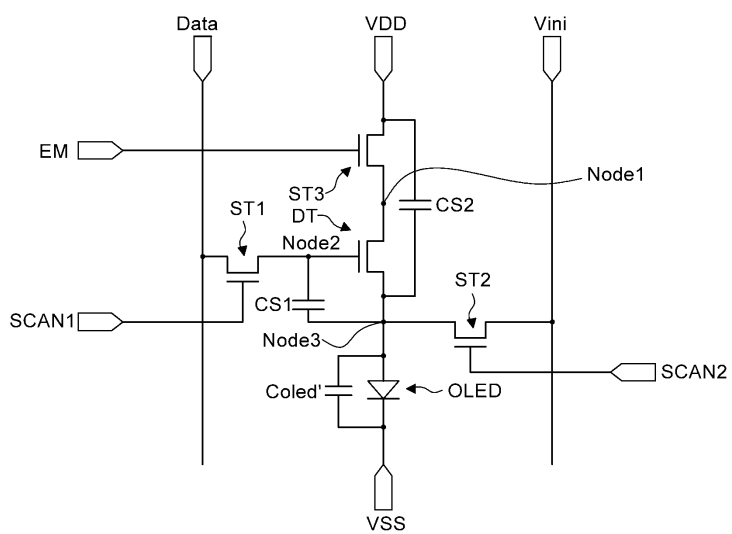 Data
VDD
Vini
EM
ST3
Node1
DT
CS2
ST1
Node2
ST2
CS1
SCAN1
Node3
SCAN2
Coled'
OLED
VSS